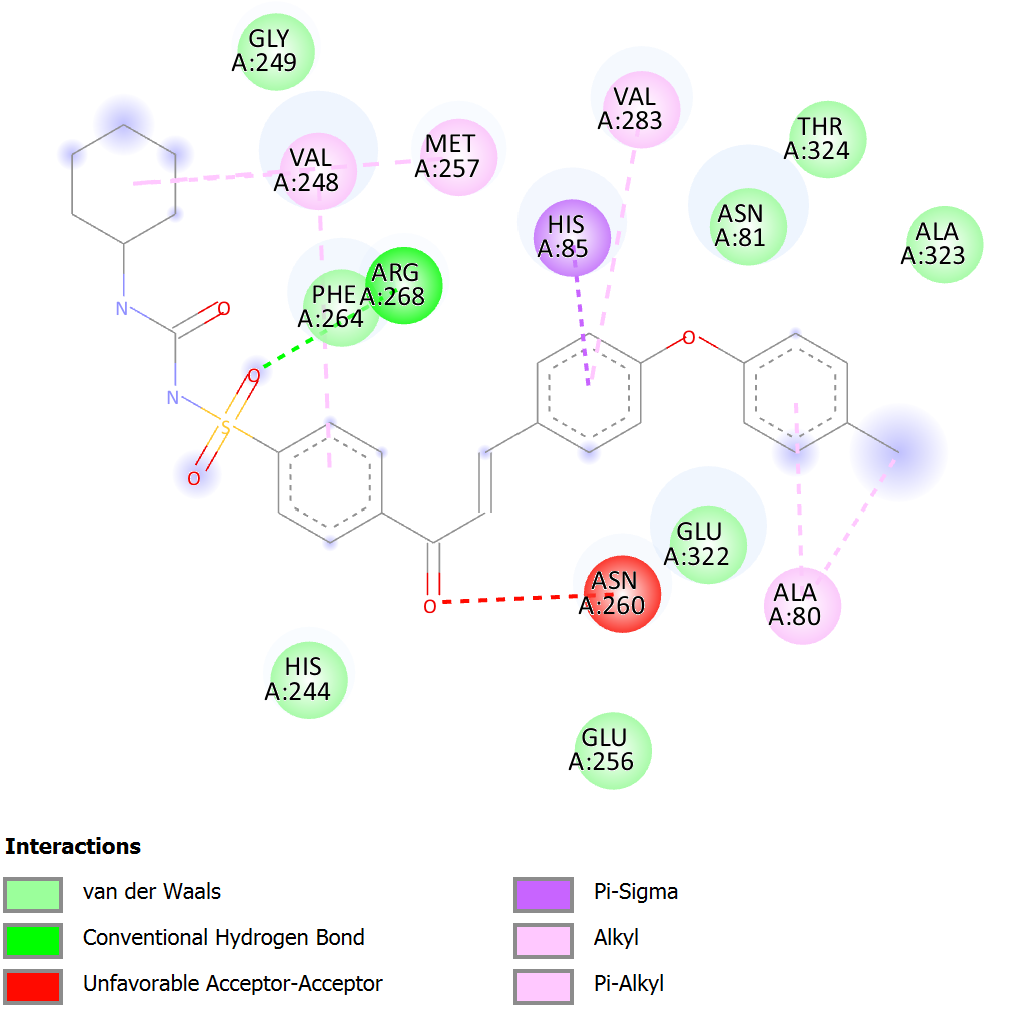 GLY
A:249
VAL
A:283
THR
A:324
MET
A:257
VAL
A:248
ASN
A:81
HIS
A:85
ALA
A:323
ARG
A:268
PHE
A:264
N
O
O
O
N
S
O
GLU
A:322
ASN
A:260
ALA
A:80
O
HIS
A:244
GLU
A:256
Interactions
van der Waals
Conventional Hydrogen Bond
Unfavorable Acceptor-Acceptor
Pi-Sigma
Alkyl
Pi-Alkyl